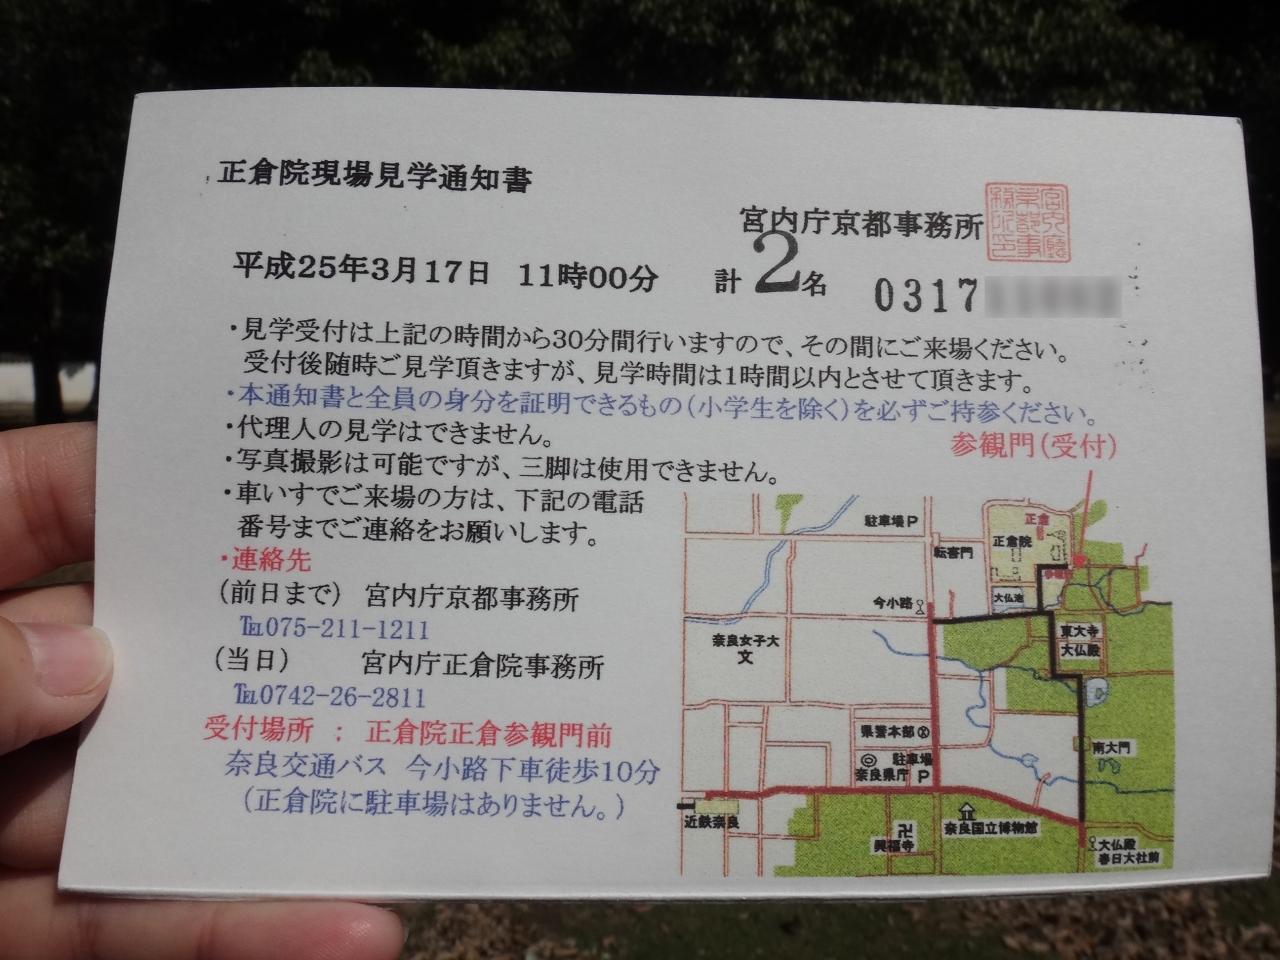 正倉院現場見学通知書
宮内庁京都事務所
平成25年3月17日 11時00分 計2名 0317
・見学受付は上記の時間から30分間行いますので、その間にご来場ください。
受付後随時ご見学頂きますが、見学時間は1時間以内とさせて頂きます。
・本通知書と全員の身分を証明できるもの(小学生を除く)を必ずご持参ください。
・代理人の見学はできません。
・写真撮影は可能ですが、三脚は使用できません。
・車いすでご来場の方は、下記の電話
番号までご連絡をお願いします。
・連絡先
(前日まで) 宮内庁京都事務所
℡075-211-1211
(当日) 宮内庁正倉院事務所
℡0742-26-2811
受付場所 : 正倉院正倉参観門前
奈良交通バス 今小路下車徒歩10分
(正倉院に駐車場はありません。)
参観門(受付)
駐車場P
正倉
正倉院
転害門
大仏池
今小路
東大寺
大仏殿
奈良女子大
文
県警本部
駐車場
奈良県庁 P
南大門
近鉄奈良
奈良国立博物館
卍
興福寺
大仏殿
春日大社前